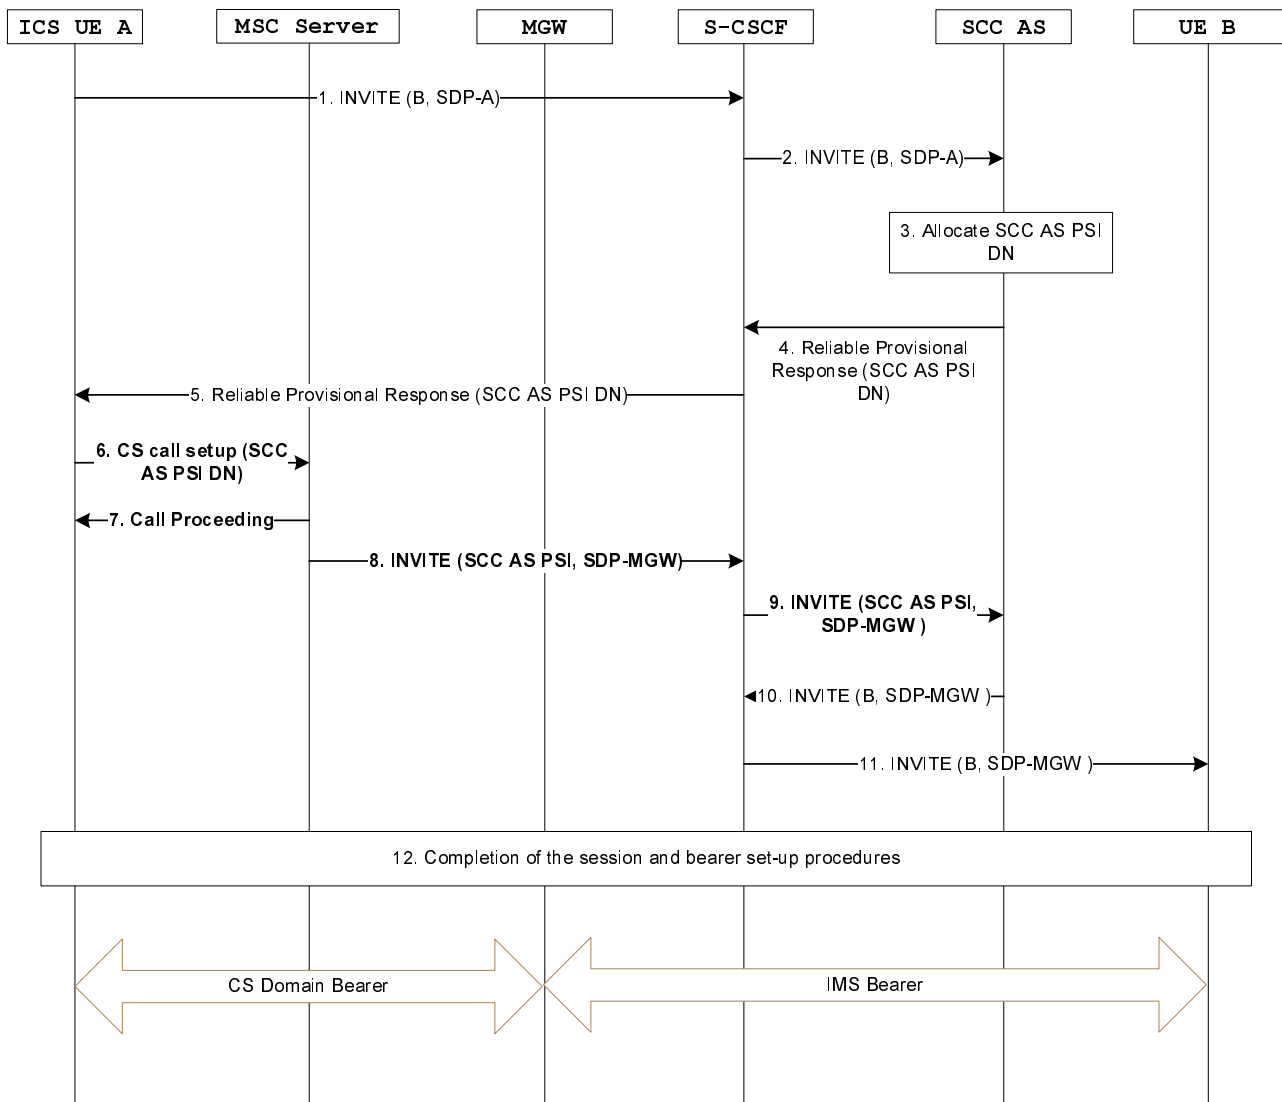 ICS UE A
MSC Server
MGW
S-CSCF
SCC AS
UE B
1. INVITE (B, SDP-A)
2. INVITE (B, SDP-A)
3. Allocate SCC AS PSI
DN
4. Reliable Provisional
Response (SCC AS PSI
DN)
5. Reliable Provisional Response (SCC AS PSI DN)
6. CS call setup (SCC
AS PSI DN)
7. Call Proceeding
8. INVITE (SCC AS PSI, SDP-MGW)
9. INVITE (SCC AS PSI,
SDP-MGW )
10. INVITE (B, SDP-MGW )
11. INVITE (B, SDP-MGW )
12. Completion of the session and bearer set-up procedures
CS Domain Bearer
IMS Bearer